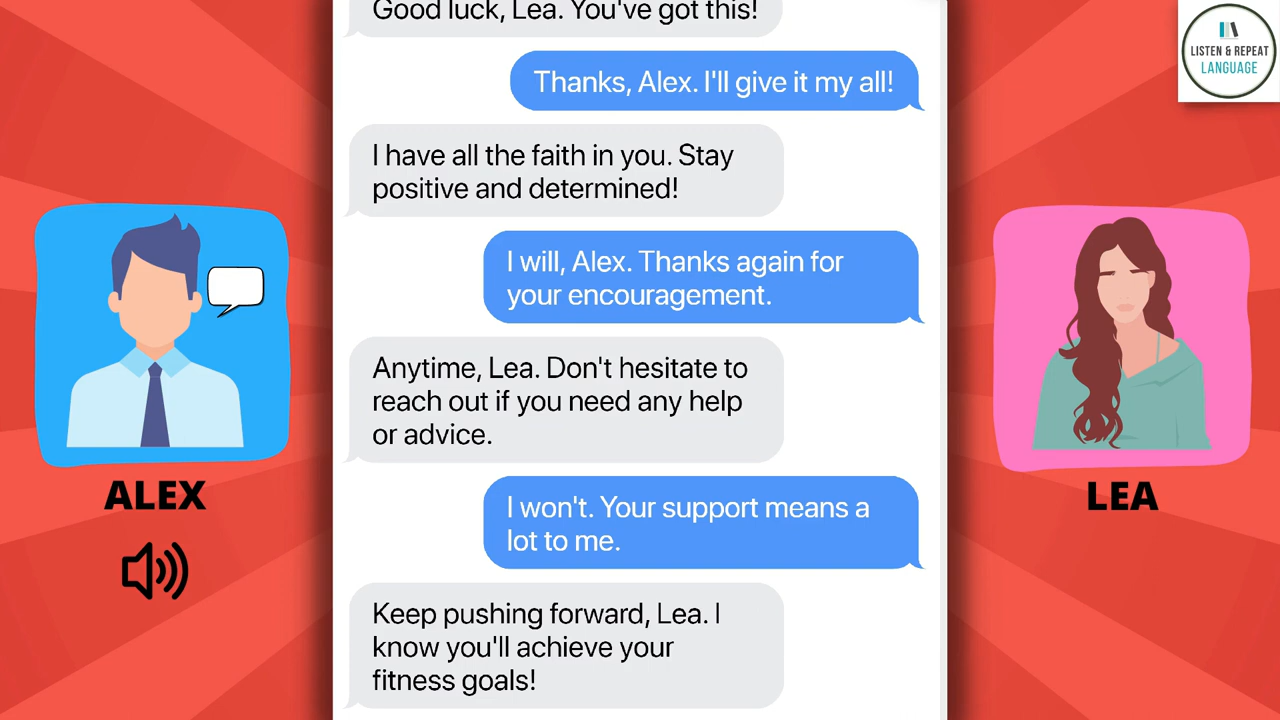 Good luck, Lea. You've got this!
LISTEN & REPEAT
LANGUAGE
Thanks, Alex. I'll give it my all!
I have all the faith in you. Stay
positive and determined!
I will, Alex. Thanks again for
your encouragement.
Anytime, Lea. Don't hesitate to
reach out if you need any help
or advice.
ALEX
LEA
I won't. Your support means a
lot to me.
Keep pushing forward, Lea. I
know you'll achieve your
fitness goals!